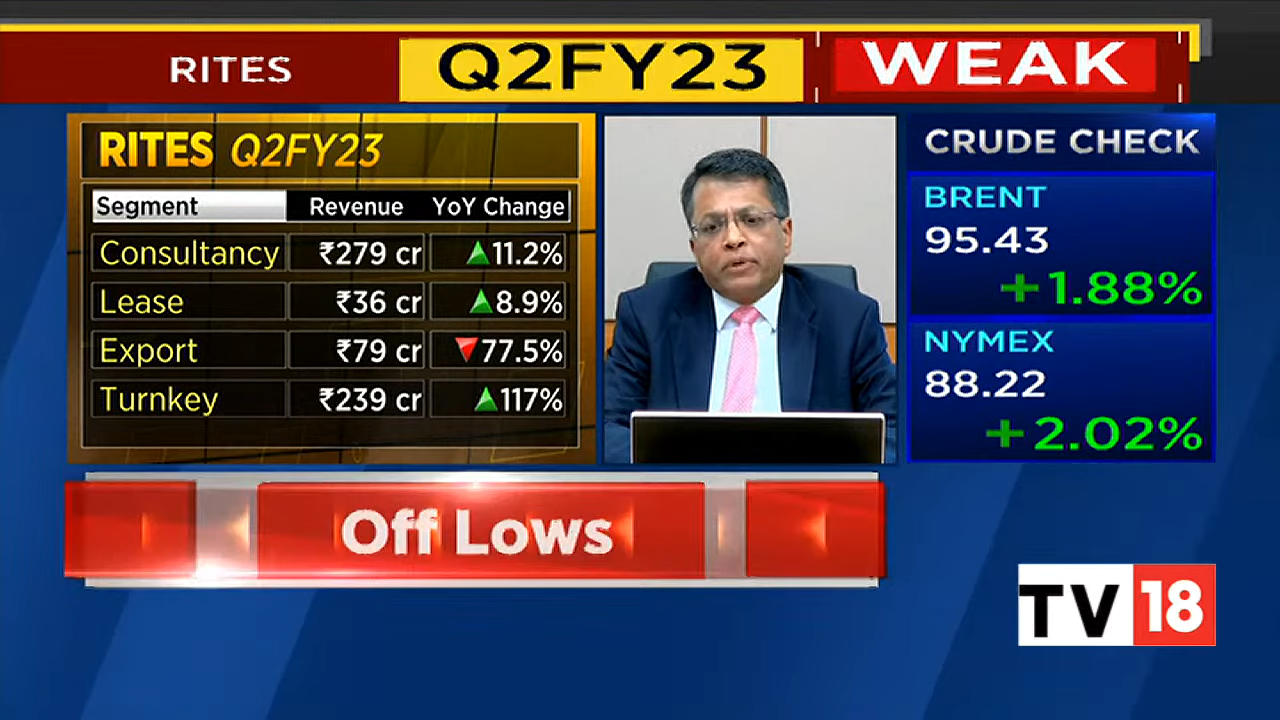 RITES Q2FY23 WEAK
RITES Q2FY23
Segment Revenue YoY Change
Consultancy ₹279 cr ▲11.2%
Lease ₹36 cr ▲8.9%
Export ₹79 cr ▼77.5%
Turnkey ₹239 cr ▲117%
CRUDE CHECK
BRENT
95.43
+1.88%
NYMEX
88.22
+2.02%
Off Lows
TV18